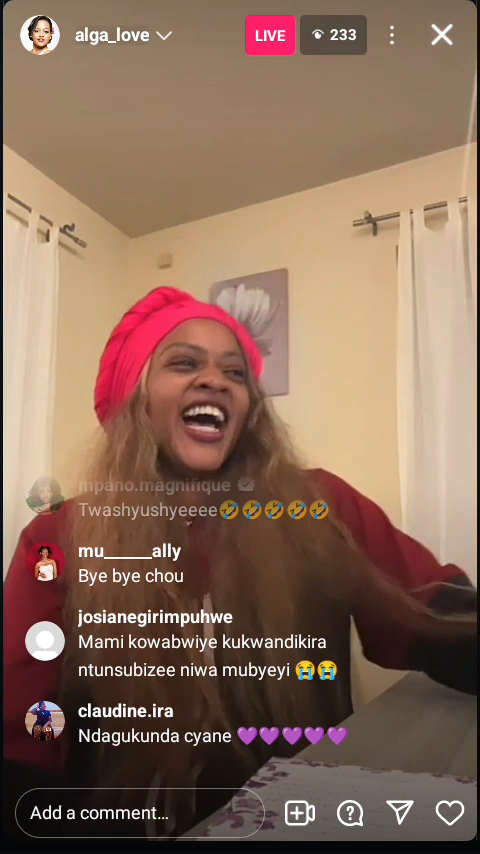 alga_love
LIVE
233
mpano.magnifique
Twashyushyeeeee🤣🤣🤣🤣🤣
mu_____ally
Bye bye chou
josianegirimpuhwe
Mami kowabwiye kukwandikira
ntunsubizee niwa mubyeyi 😭😭
claudine.ira
Ndagukunda cyane 💜💜💜💜💜
Add a comment...